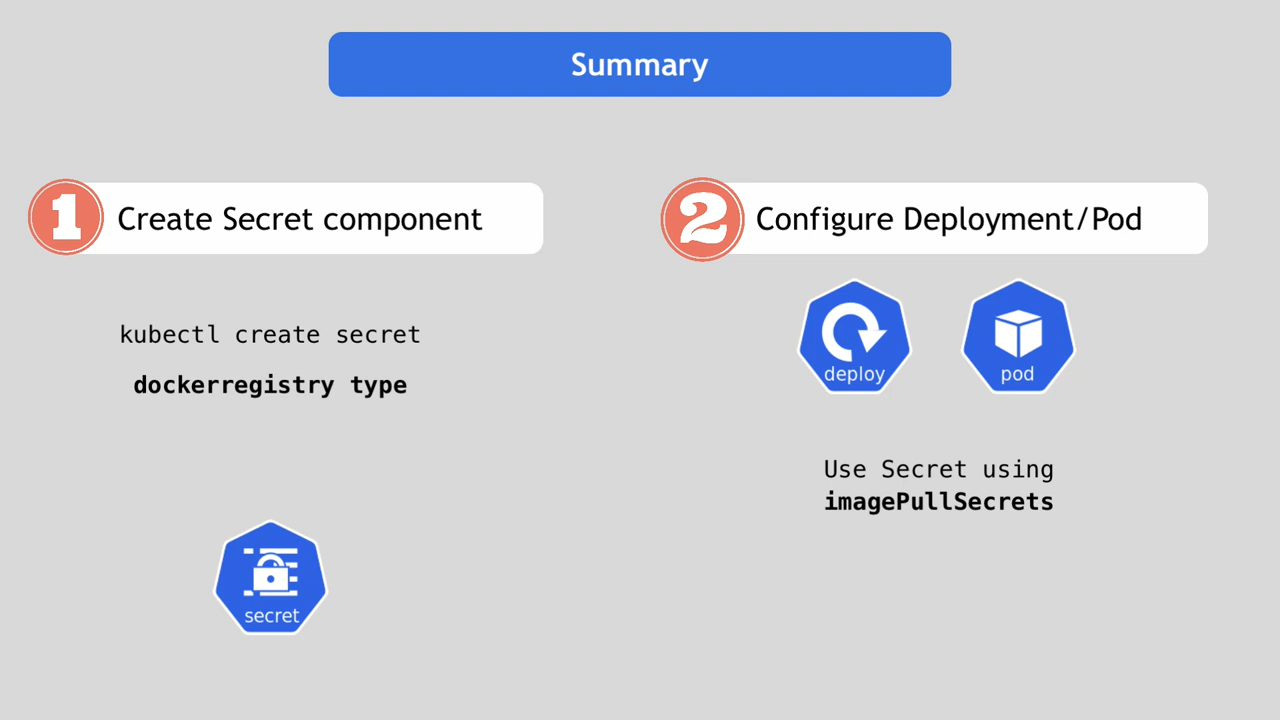 Summary
1 Create Secret component
kubectl create secret
dockerregistry type
secret
2 Configure Deployment/Pod
deploy
pod
Use Secret using
imagePullSecrets